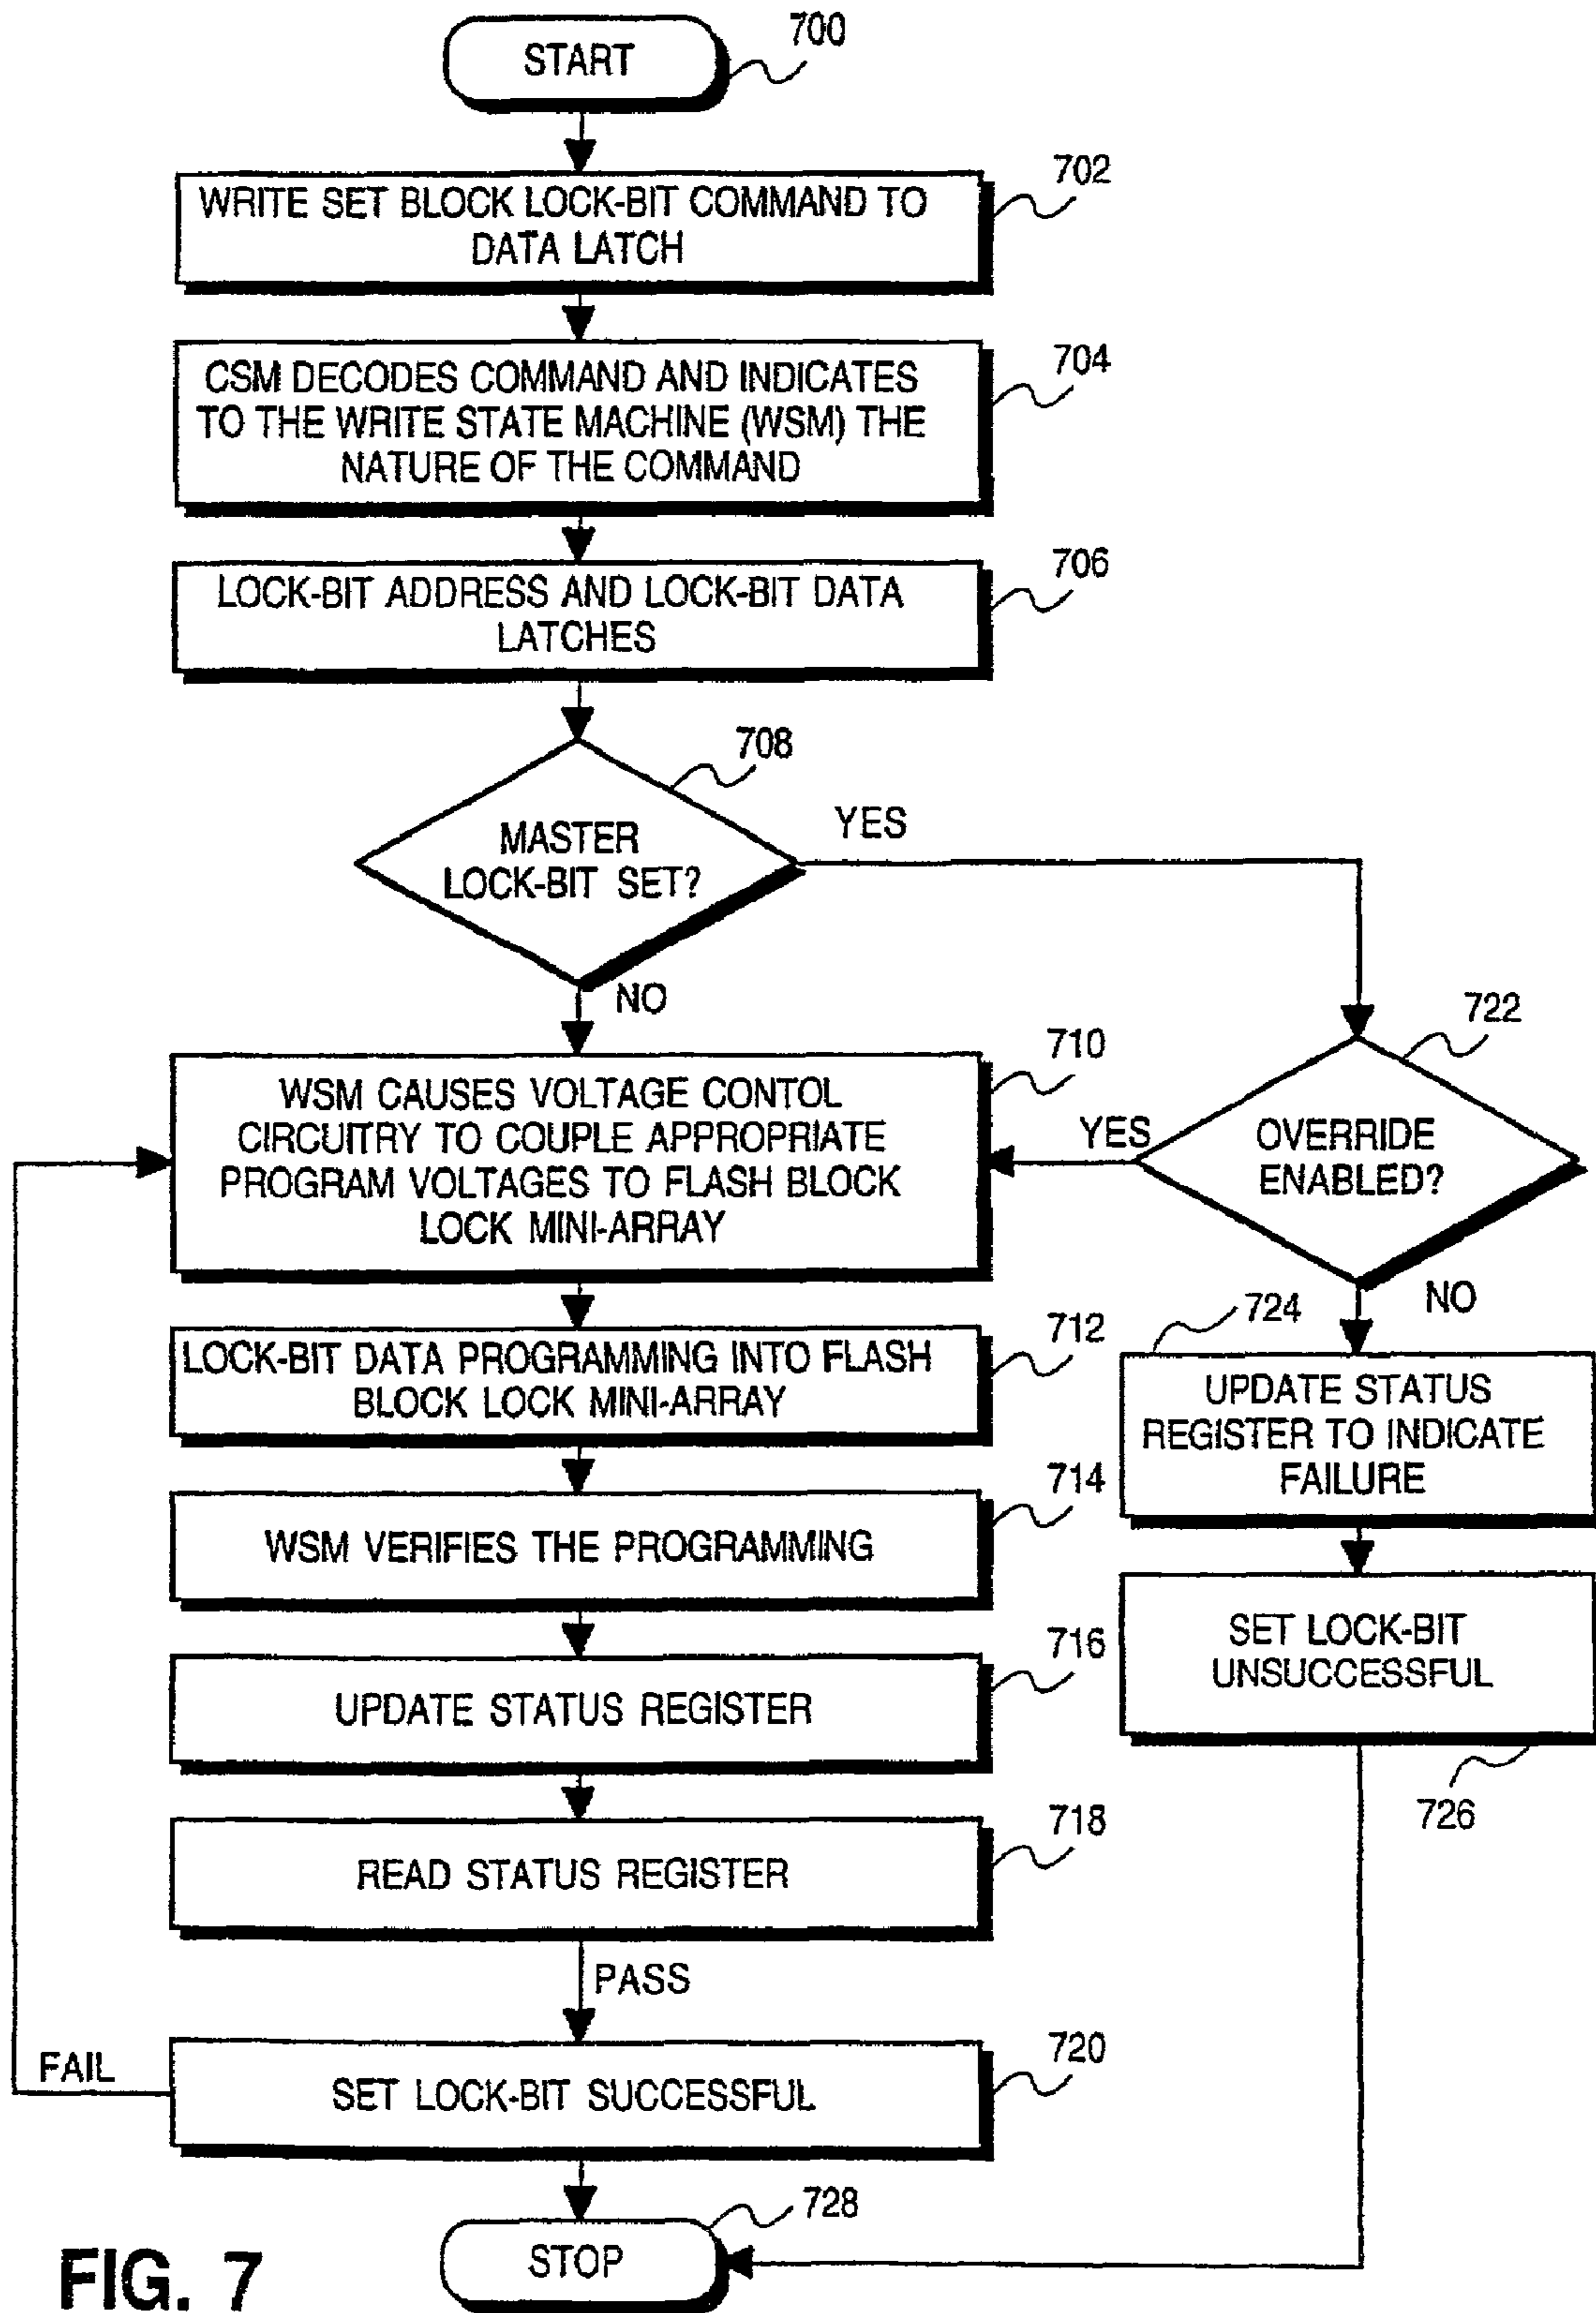 START
700
WRITE SET BLOCK LOCK-BIT COMMAND TO
DATA LATCH
702
CSM DECODES COMMAND AND INDICATES
TO THE WRITE STATE MACHINE (WSM) THE
NATURE OF THE COMMAND
704
LOCK-BIT ADDRESS AND LOCK-BIT DATA
LATCHES
706
MASTER
LOCK-BIT SET?
708
YES
NO
WSM CAUSES VOLTAGE CONTOL
CIRCUITRY TO COUPLE APPROPRIATE
PROGRAM VOLTAGES TO FLASH BLOCK
LOCK MINI-ARRAY
710
YES
OVERRIDE
ENABLED?
722
NO
LOCK-BIT DATA PROGRAMMING INTO FLASH
BLOCK LOCK MINI-ARRAY
712
724
UPDATE STATUS
REGISTER TO INDICATE
FAILURE
WSM VERIFIES THE PROGRAMMING
714
SET LOCK-BIT
UNSUCCESSFUL
726
UPDATE STATUS REGISTER
716
READ STATUS REGISTER
718
PASS
FAIL
SET LOCK-BIT SUCCESSFUL
720
STOP
728
FIG. 7